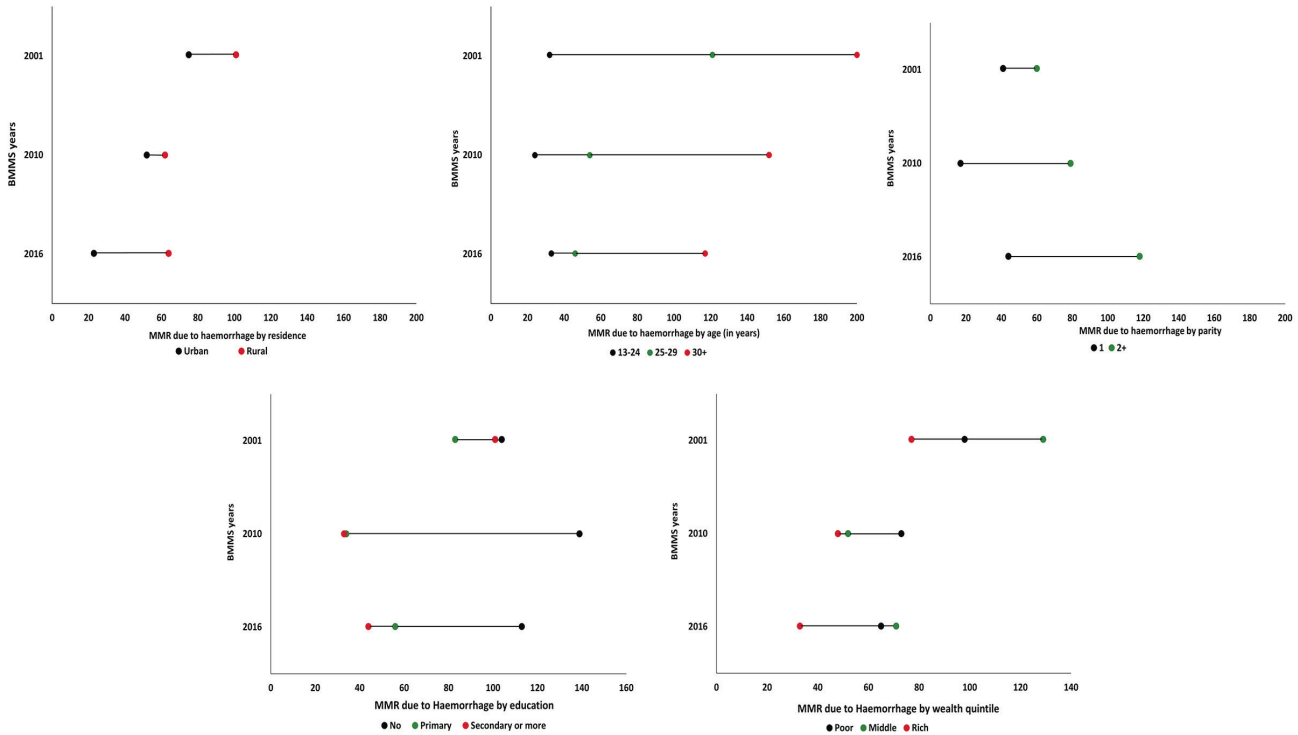 BMMS years
2001
2010
2016
0 20 40 60 80 100 120 140 160 180 200
MMR due to haemorrhage by residence
Urban Rural
BMMS years
2001
2010
2016
0 20 40 60 80 100 120 140 160 180 200
MMR due to haemorrhage by age (in years)
13-24 25-29 30+
BMMS years
2001
2010
2016
0 20 40 60 80 100 120 140 160 180 200
MMR due to haemorrhage by parity
1 2+
BMMS years
2001
2010
2016
0 20 40 60 80 100 120 140 160
MMR due to Haemorrhage by education
No Primary Secondary or more
BMMS years
2001
2010
2016
0 20 40 60 80 100 120 140
MMR due to Haemorrhage by wealth quintile
Poor Middle Rich